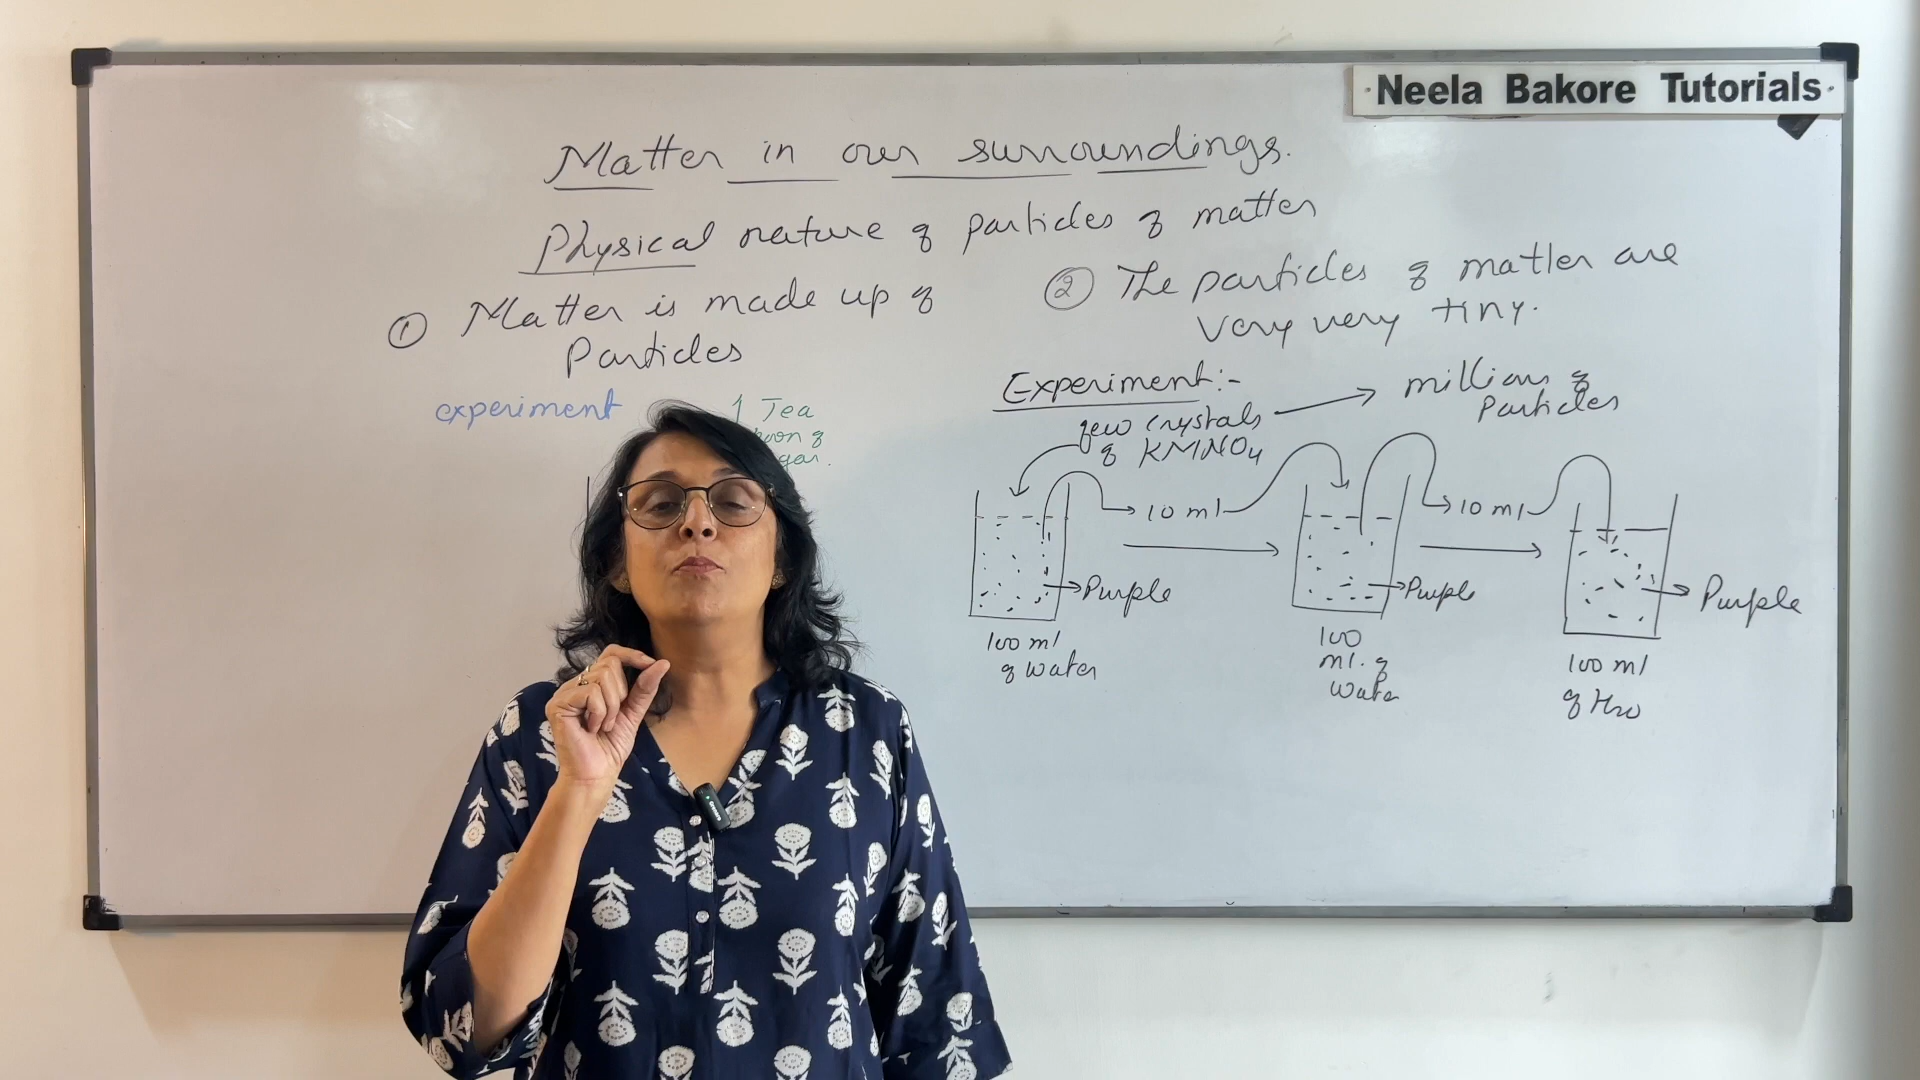 Neela Bakore Tutorials
Matter in our surroundings.
Physical nature of particles of matter
① Matter is made up of
Particles
experiment
1 Tea
gar.
② The particles of matter are
very very tiny.
Experiment:-
few crystals
of KMNO4
millions of
Particles
10 ml
10 ml
Purple
Purple
Purple
100 ml
of water
100
ml. of
water
100 ml
of H2O